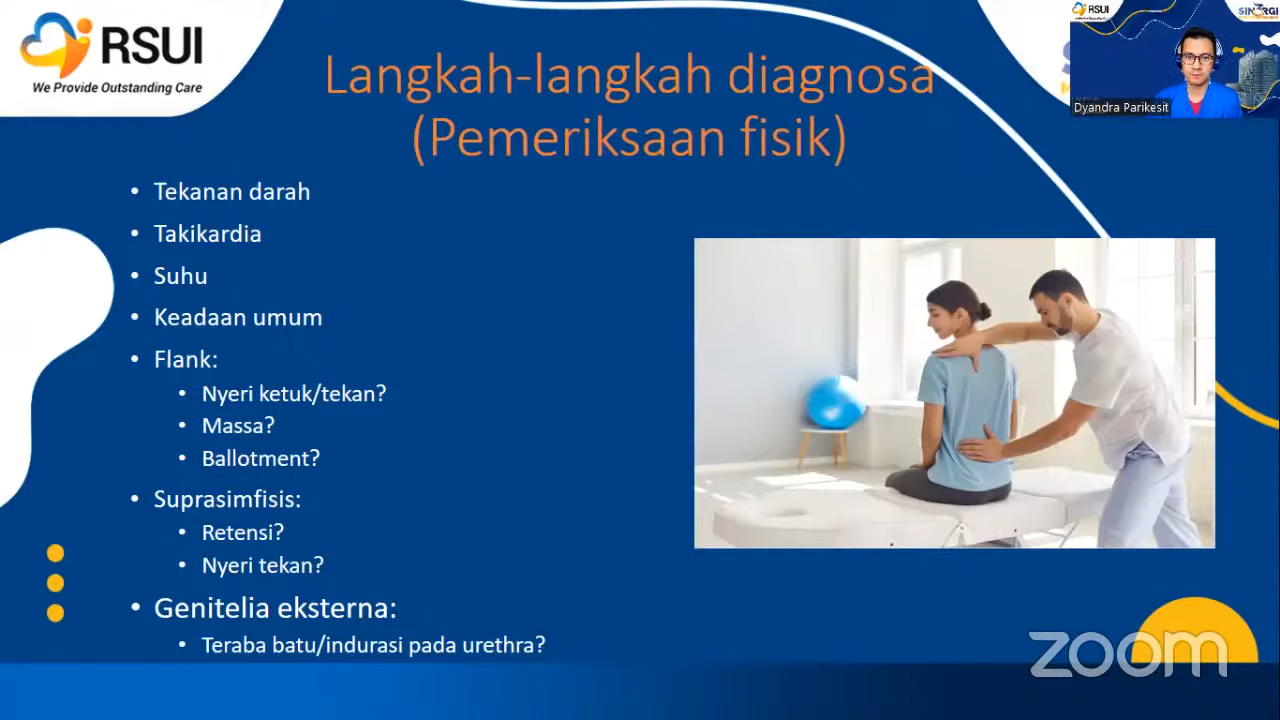 RSUI
We Provide Outstanding Care
Langkah-langkah diagnosa
(Pemeriksaan fisik)
RSUI
Dyandra Parikesit
• Tekanan darah
• Takikardia
• Suhu
• Keadaan umum
• Flank:
• Nyeri ketuk/tekan?
• Massa?
• Ballotment?
• Suprasimfisis:
• Retensi?
• Nyeri tekan?
• Genitelia eksterna:
• Teraba batu/indurasi pada urethra?
zoom